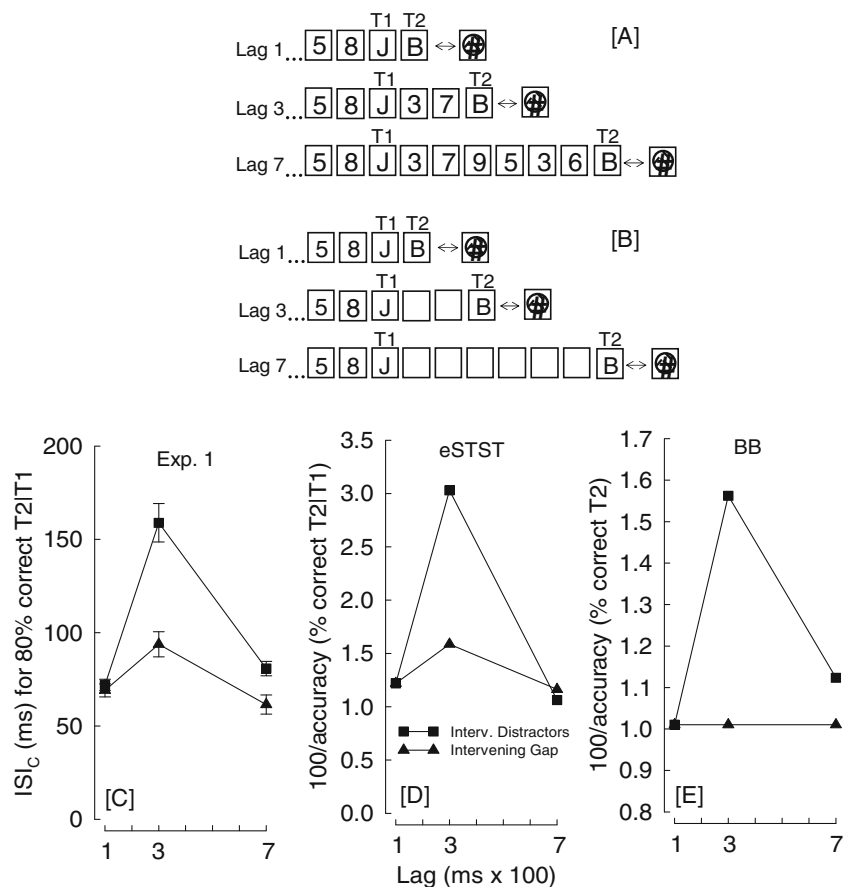 T1 T2
Lag 1... 5 8 J B ↔ # [A]
T1 T2
Lag 3... 5 8 J 3 7 B ↔ #
T1 T2
Lag 7... 5 8 J 3 7 9 5 3 6 B ↔ #
T1 T2
Lag 1... 5 8 J B ↔ # [B]
T1 T2
Lag 3... 5 8 J B ↔ #
T1 T2
Lag 7... 5 8 J B ↔ #
ISI_C (ms) for 80% correct T2|T1
200
150
100
50
0
Exp. 1
[C]
1 3 7
100/accuracy (% correct T2|T1)
3.5
3.0
2.5
2.0
1.5
1.0
0.5
0.0
eSTST
Interv. Distractors
Intervening Gap
[D]
1 3 7
100/accuracy (% correct T2)
1.7
1.6
1.5
1.4
1.3
1.2
1.1
1.0
0.9
0.8
BB
[E]
1 3 7
Lag (ms x 100)